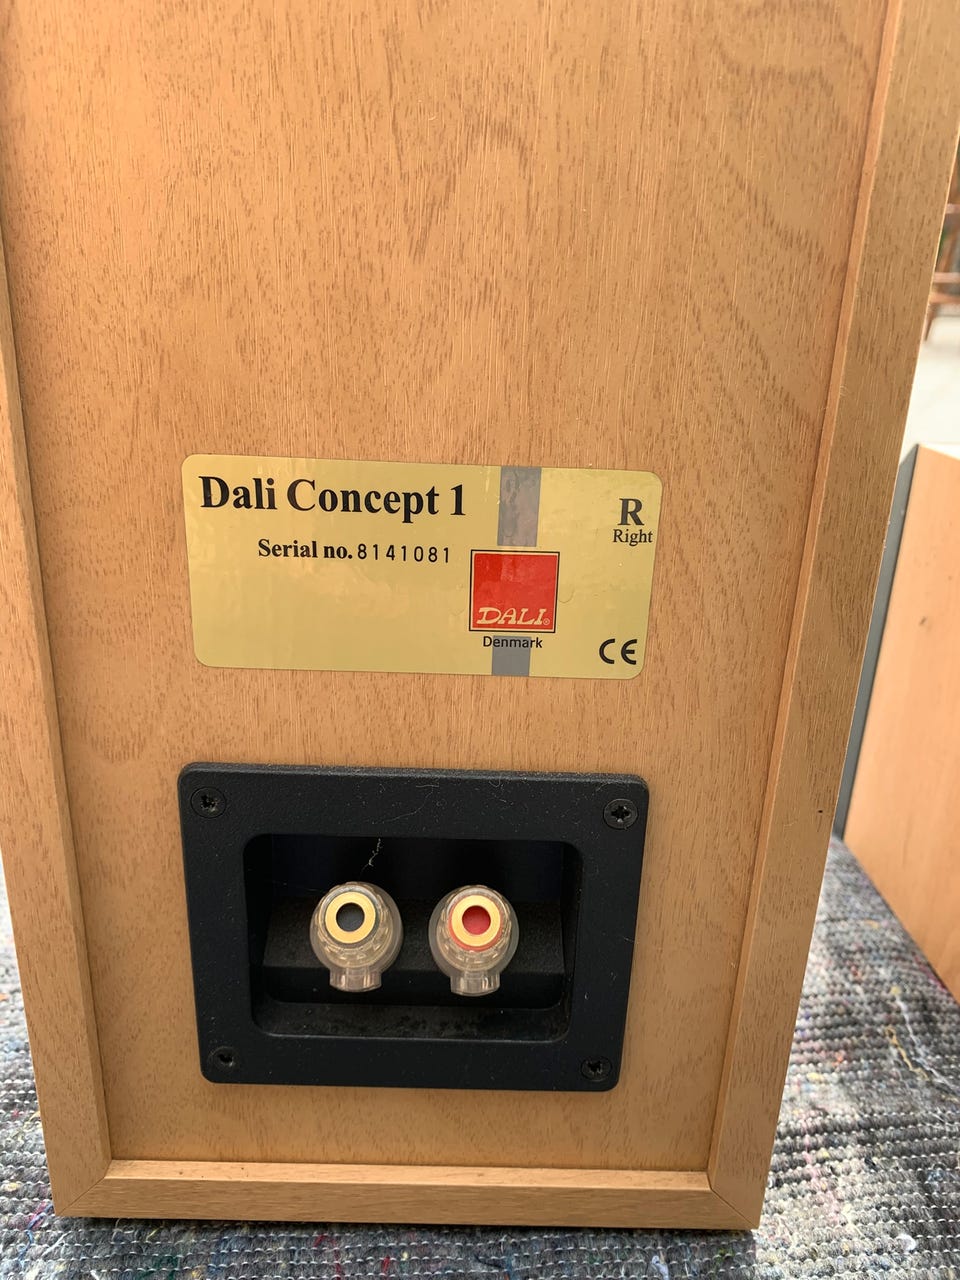 Dali Concept 1
Serial no. 8141081
R
Right
DALI®
Denmark
CE